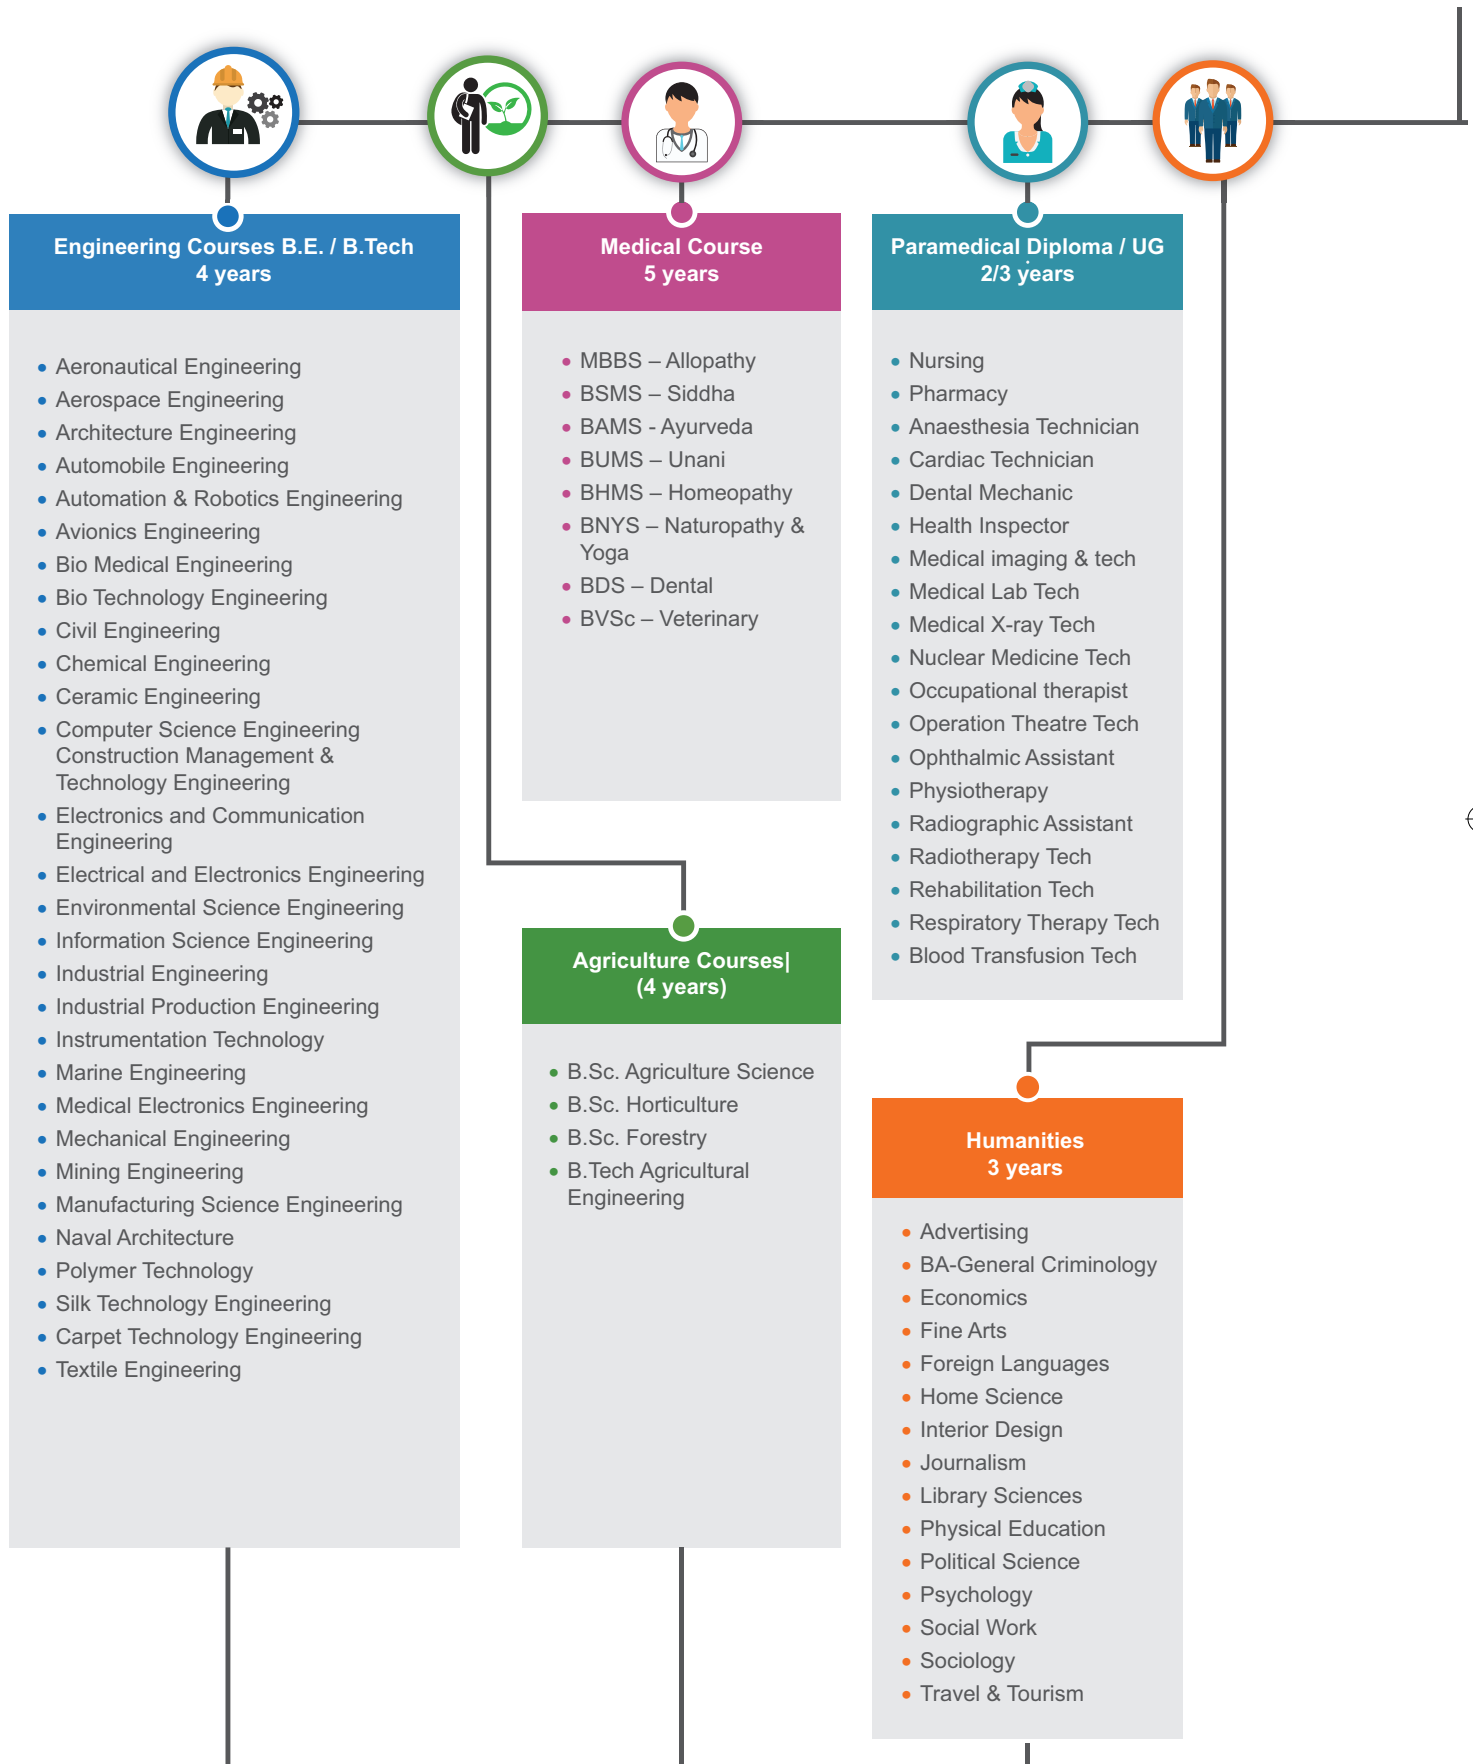 Engineering Courses B.E. / B.Tech
4 years
• Aeronautical Engineering
• Aerospace Engineering
• Architecture Engineering
• Automobile Engineering
• Automation & Robotics Engineering
• Avionics Engineering
• Bio Medical Engineering
• Bio Technology Engineering
• Civil Engineering
• Chemical Engineering
• Ceramic Engineering
• Computer Science Engineering
Construction Management &
Technology Engineering
• Electronics and Communication
Engineering
• Electrical and Electronics Engineering
• Environmental Science Engineering
• Information Science Engineering
• Industrial Engineering
• Industrial Production Engineering
• Instrumentation Technology
• Marine Engineering
• Medical Electronics Engineering
• Mechanical Engineering
• Mining Engineering
• Manufacturing Science Engineering
• Naval Architecture
• Polymer Technology
• Silk Technology Engineering
• Carpet Technology Engineering
• Textile Engineering
Medical Course
5 years
• MBBS – Allopathy
• BSMS – Siddha
• BAMS - Ayurveda
• BUMS – Unani
• BHMS – Homeopathy
• BNYS – Naturopathy &
Yoga
• BDS – Dental
• BVSc – Veterinary
Agriculture Courses|
(4 years)
• B.Sc. Agriculture Science
• B.Sc. Horticulture
• B.Sc. Forestry
• B.Tech Agricultural
Engineering
Paramedical Diploma / UG
2/3 years
• Nursing
• Pharmacy
• Anaesthesia Technician
• Cardiac Technician
• Dental Mechanic
• Health Inspector
• Medical imaging & tech
• Medical Lab Tech
• Medical X-ray Tech
• Nuclear Medicine Tech
• Occupational therapist
• Operation Theatre Tech
• Ophthalmic Assistant
• Physiotherapy
• Radiographic Assistant
• Radiotherapy Tech
• Rehabilitation Tech
• Respiratory Therapy Tech
• Blood Transfusion Tech
Humanities
3 years
• Advertising
• BA-General Criminology
• Economics
• Fine Arts
• Foreign Languages
• Home Science
• Interior Design
• Journalism
• Library Sciences
• Physical Education
• Political Science
• Psychology
• Social Work
• Sociology
• Travel & Tourism